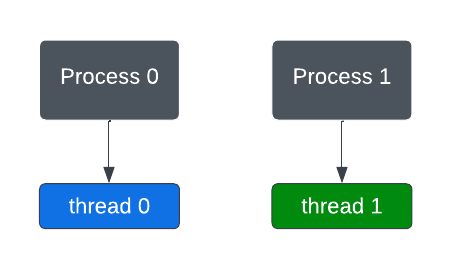 Process 0
Process 1
thread 0
thread 1